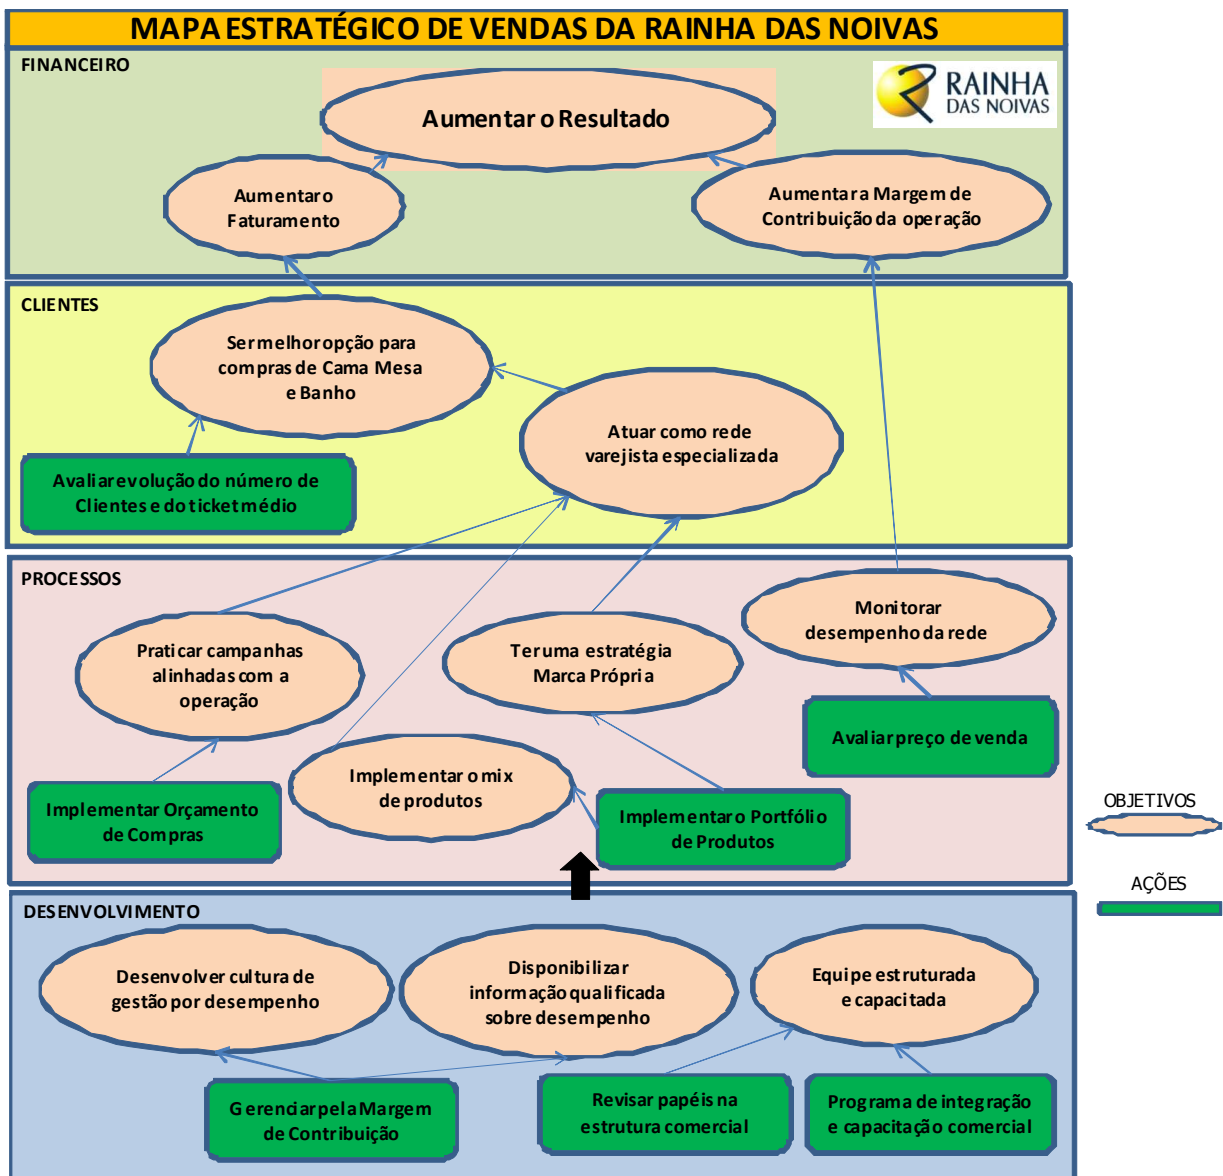 MAPA ESTRATÉGICO DE VENDAS DA RAINHA DAS NOIVAS
FINANCEIRO
RAINHA
DAS NOIVAS
Aumentar o Resultado
Aumentar o
Faturamento
Aumentar a Margem de
Contribuição da operação
CLIENTES
Ser melhor opção para
compras de Cama Mesa
e Banho
Atuar como rede
varejista especializada
Avaliar evolução do número de
Clientes e do ticket médio
PROCESSOS
Monitorar
desempenho da rede
Praticar campanhas
alinhadas com a
operação
Ter uma estratégia
Marca Própria
Avaliar preço de venda
Implementar o mix
de produtos
Implementar Orçamento
de Compras
Implementar o Portfólio
de Produtos
OBJETIVOS
AÇÕES
DESENVOLVIMENTO
Desenvolver cultura de
gestão por desempenho
Disponibilizar
informação qualificada
sobre desempenho
Equipe estruturada
e capacitada
Gerenciar pela Margem
de Contribuição
Revisar papéis na
estrutura comercial
Programa de integração
e capacitação comercial